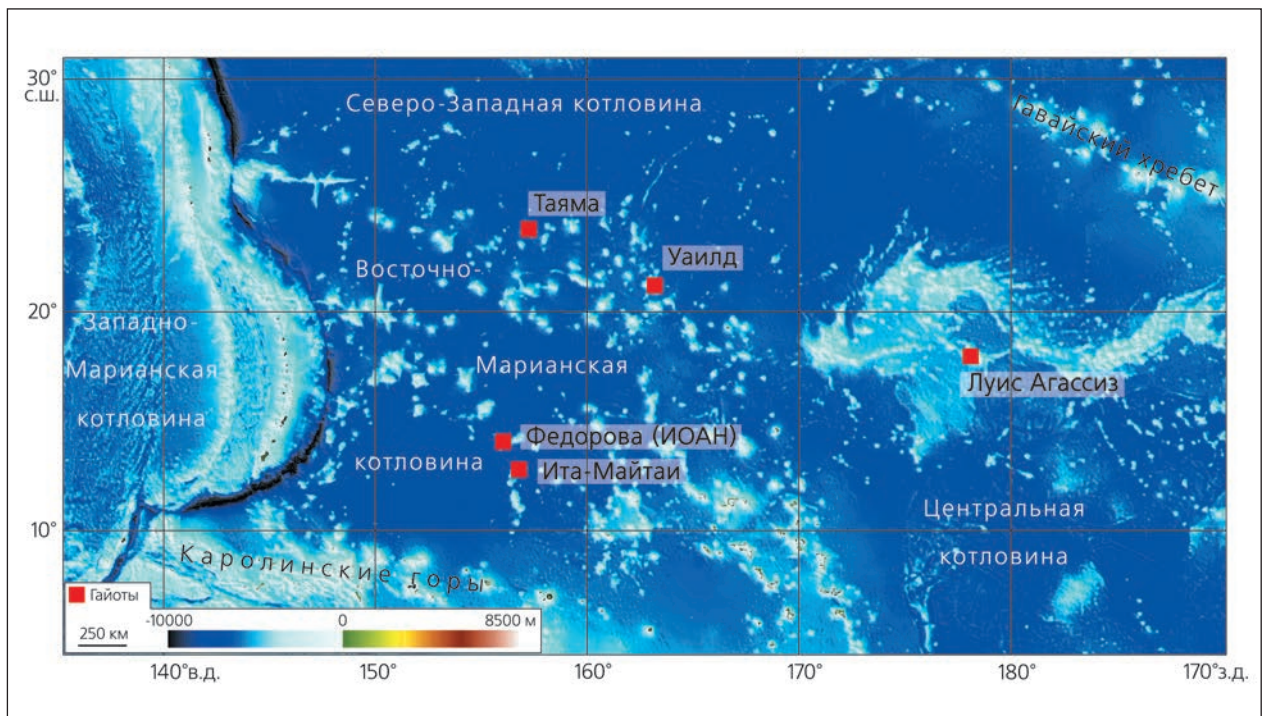 30°
с.ш.
Северо-Западная котловина
Гавайский хребет
Таяма
Уаилд
Восточно-
20°
Западно-
Марианская
котловина
Марианская
Луис Агассиз
Федорова (ИОАН)
котловина
Ита-Майтаи
10°
Центральная
котловина
Каролинские горы
Гайоты
250 км
-10000
0
8500 м
140°в.д.
150°
160°
170°
180°
170°з.д.